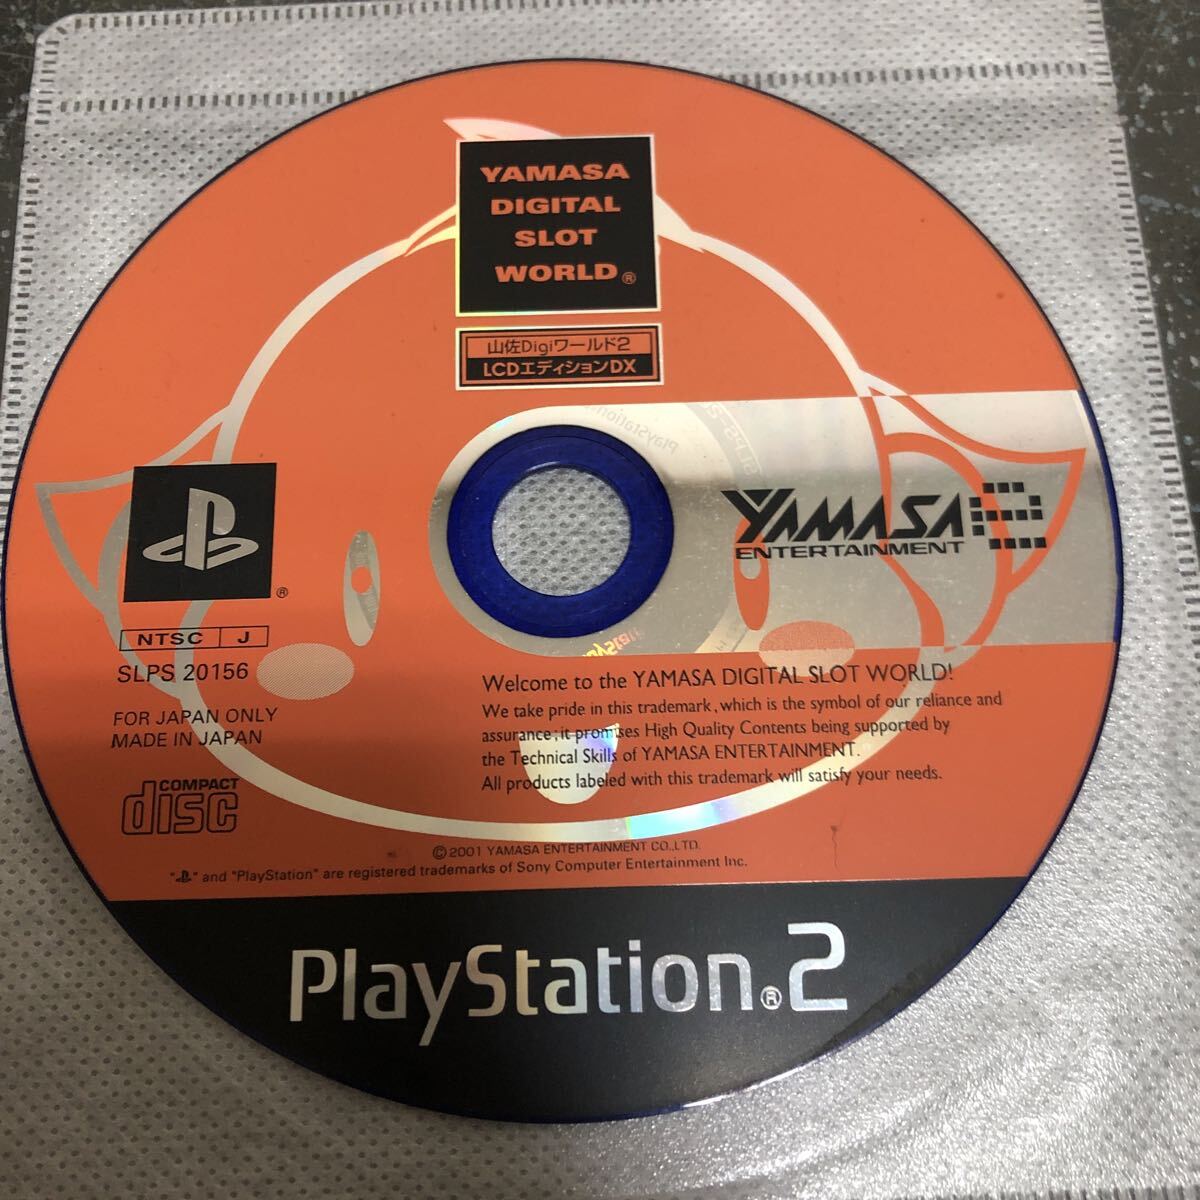 YAMASA
DIGITAL
SLOT
WORLD®
山佐Digiワールド2
LCDエディションDX
YAMASA
ENTERTAINMENT
®
NTSC J
SLPS 20156
FOR JAPAN ONLY
MADE IN JAPAN
COMPACT
disc
Welcome to the YAMASA DIGITAL SLOT WORLD!
We take pride in this trademark, which is the symbol of our reliance and
assurance; it promises High Quality Contents being supported by
the Technical Skills of YAMASA ENTERTAINMENT.
All products labeled with this trademark will satisfy your needs.
©2001 YAMASA ENTERTAINMENT CO.,LTD.
" " and "PlayStation" are registered trademarks of Sony Computer Entertainment Inc.
PlayStation®2